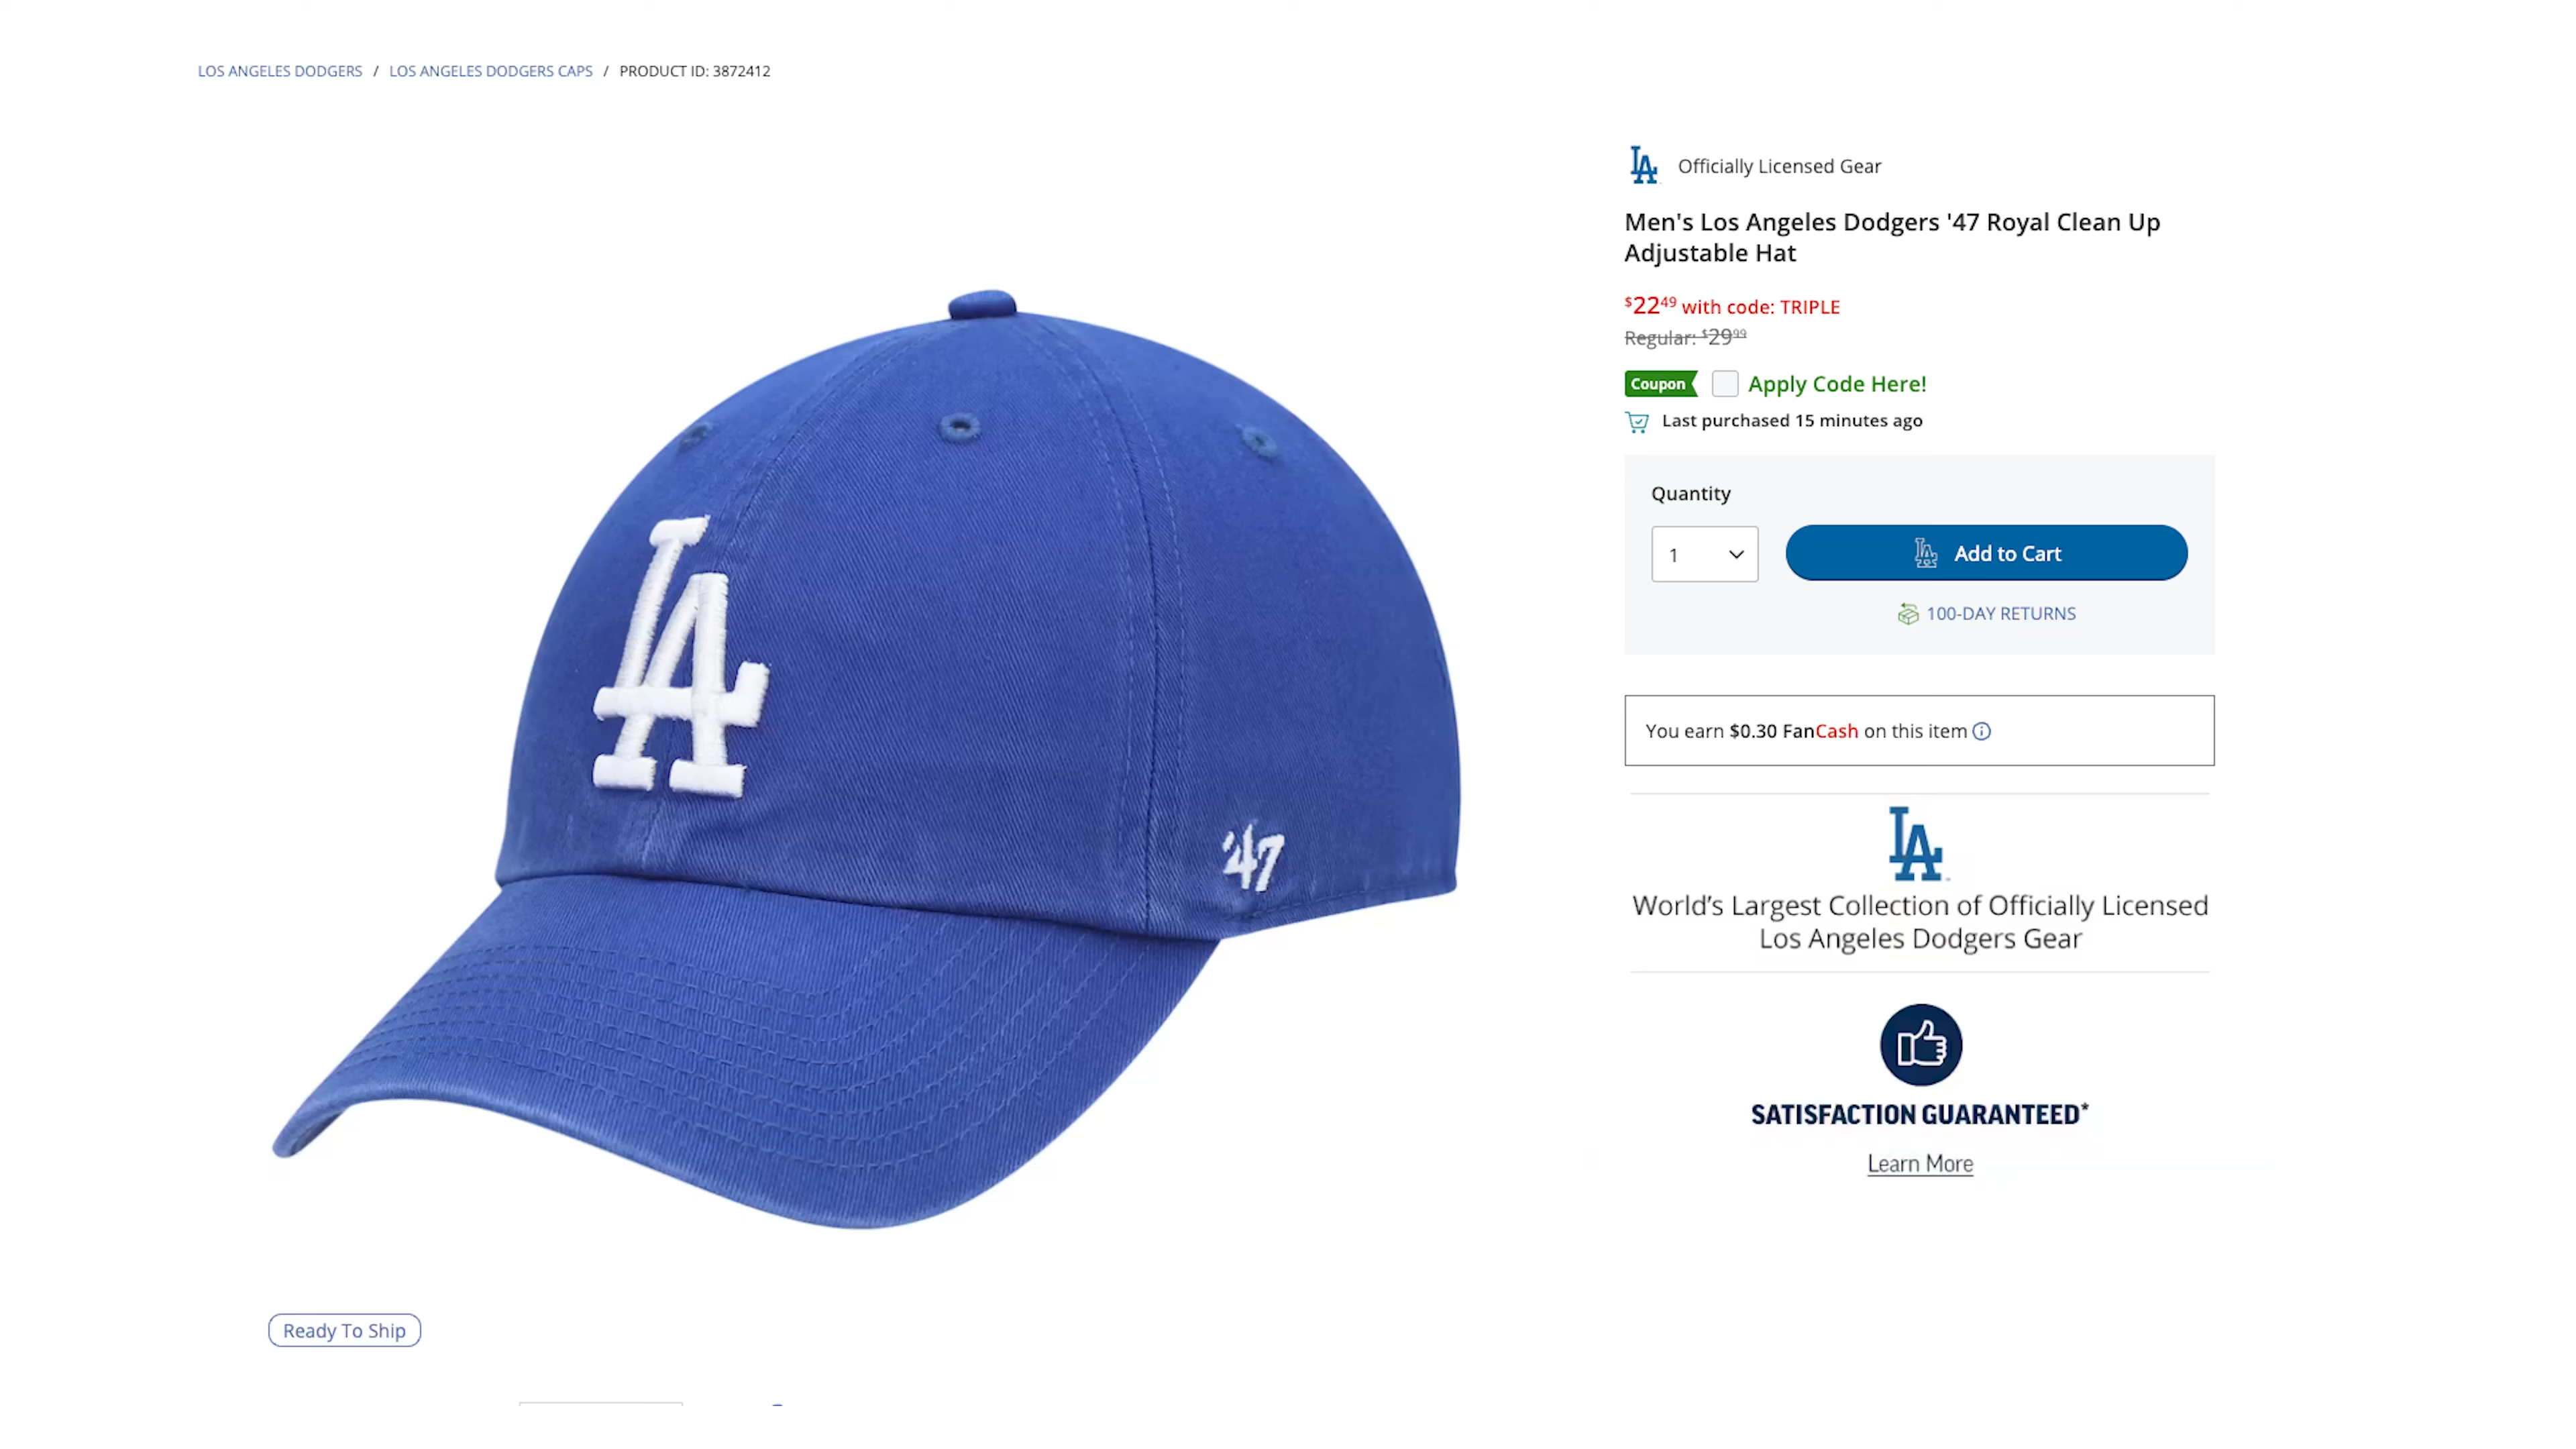 LOS ANGELES DODGERS / LOS ANGELES DODGERS CAPS / PRODUCT ID: 3872412
LA
'47
Ready To Ship
LA Officially Licensed Gear
Men's Los Angeles Dodgers '47 Royal Clean Up
Adjustable Hat
$22.49 with code: TRIPLE
Regular: $29.99
Coupon Apply Code Here!
Last purchased 15 minutes ago
Quantity
1 LA Add to Cart
100-DAY RETURNS
You earn $0.30 FanCash on this item
LA
World's Largest Collection of Officially Licensed
Los Angeles Dodgers Gear
SATISFACTION GUARANTEED*
Learn More